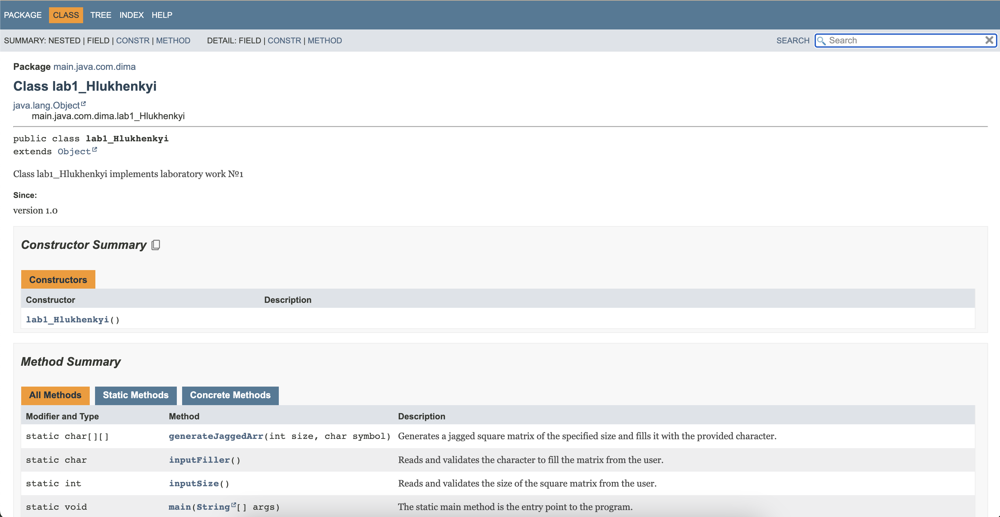 PACKAGE CLASS TREE INDEX HELP
SUMMARY: NESTED | FIELD | CONSTR | METHOD DETAIL: FIELD | CONSTR | METHOD SEARCH Search
Package main.java.com.dima
Class lab1_Hlukhenkyi
java.lang.Object
main.java.com.dima.lab1_Hlukhenkyi
public class lab1_Hlukhenkyi
extends Object
Class lab1_Hlukhenkyi implements laboratory work №1
Since:
version 1.0
Constructor Summary
Constructors
Constructor Description
lab1_Hlukhenkyi()
Method Summary
All Methods Static Methods Concrete Methods
Modifier and Type Method Description
static char[][] generateJaggedArr(int size, char symbol) Generates a jagged square matrix of the specified size and fills it with the provided character.
static char inputFiller() Reads and validates the character to fill the matrix from the user.
static int inputSize() Reads and validates the size of the square matrix from the user.
static void main(String[] args) The static main method is the entry point to the program.